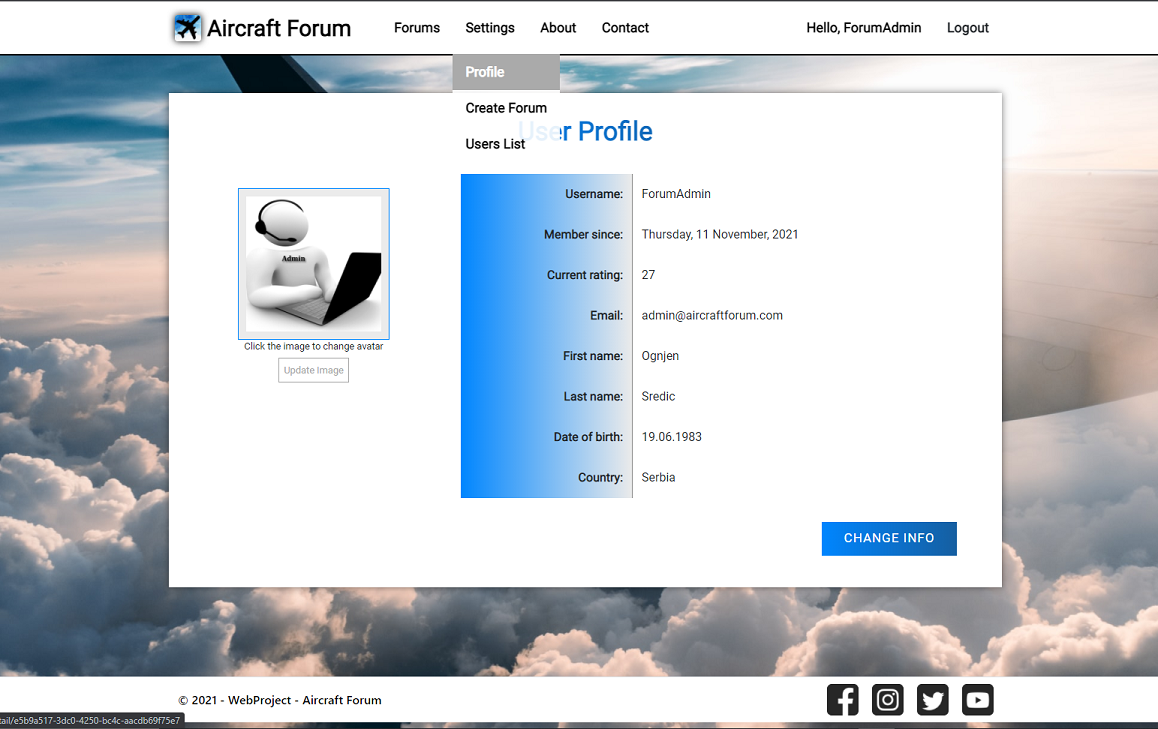 Aircraft Forum Forums Settings About Contact Hello, ForumAdmin Logout
Profile
Create Forum
User Profile
Users List
Username: ForumAdmin
Member since: Thursday, 11 November, 2021
Admin
Current rating: 27
Email: admin@aircraftforum.com
Click the image to change avatar
First name: Ognjen
Update Image
Last name: Sredic
Date of birth: 19.06.1983
Country: Serbia
CHANGE INFO
© 2021 - WebProject - Aircraft Forum
tail/e5b9a517-3dc0-4250-bc4c-aacdb69f75e7